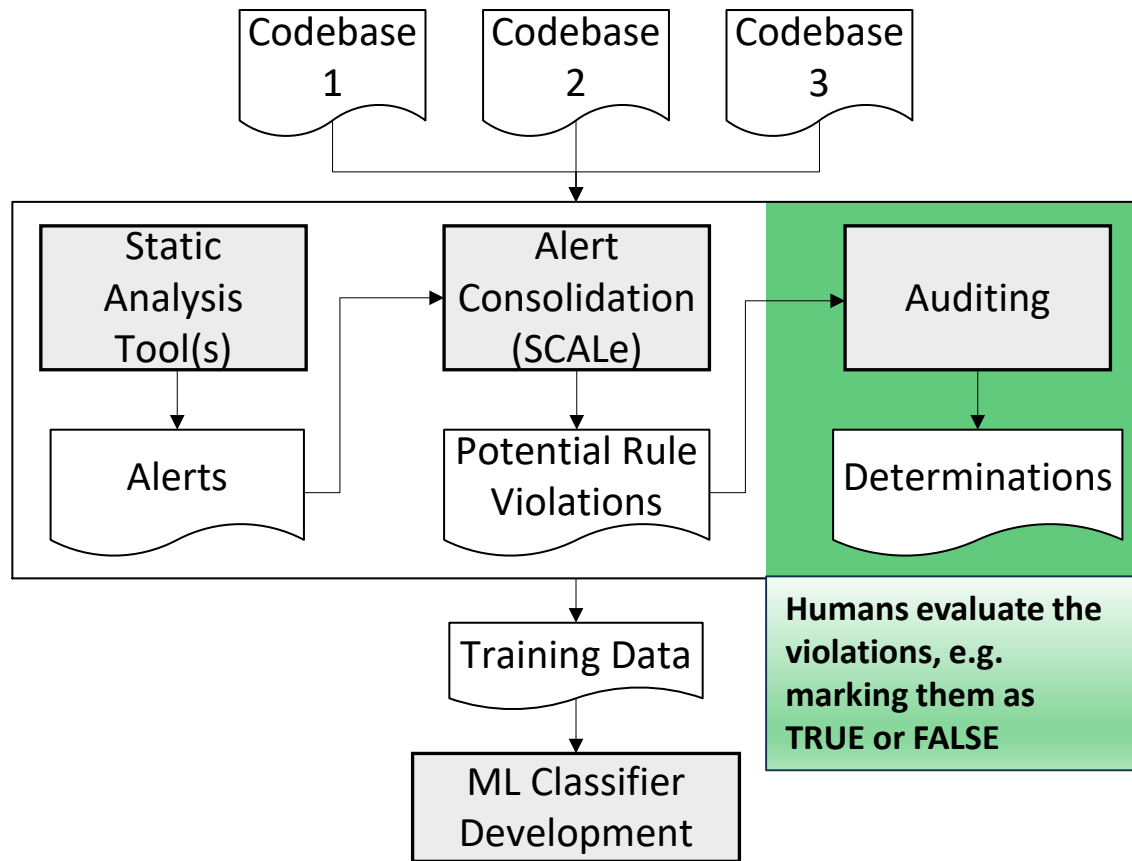 Codebase
1
Codebase
2
Codebase
3
Static
Analysis
Tool(s)
Alert
Consolidation
(SCALe)
Auditing
Alerts
Potential Rule
Violations
Determinations
Training Data
Humans evaluate the
violations, e.g.
marking them as
TRUE or FALSE
ML Classifier
Development